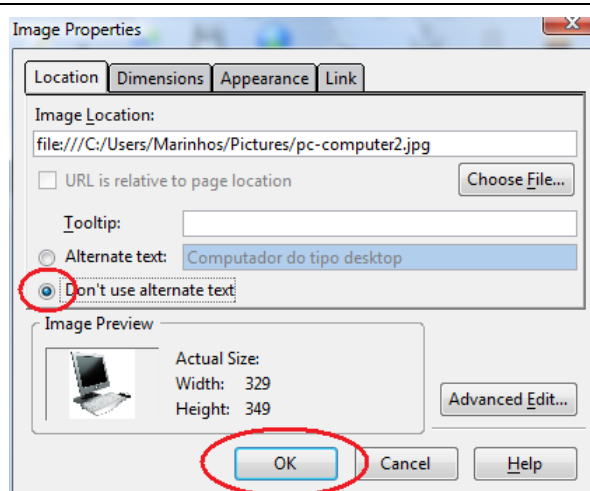 Image Properties
Location Dimensions Appearance Link
Image Location:
file:///C:/Users/Marinhos/Pictures/pc-computer2.jpg
URL is relative to page location Choose File...
Tooltip:
Alternate text: Computador do tipo desktop
Don't use alternate text
Image Preview
Actual Size:
Width: 329
Height: 349
Advanced Edit...
OK Cancel Help